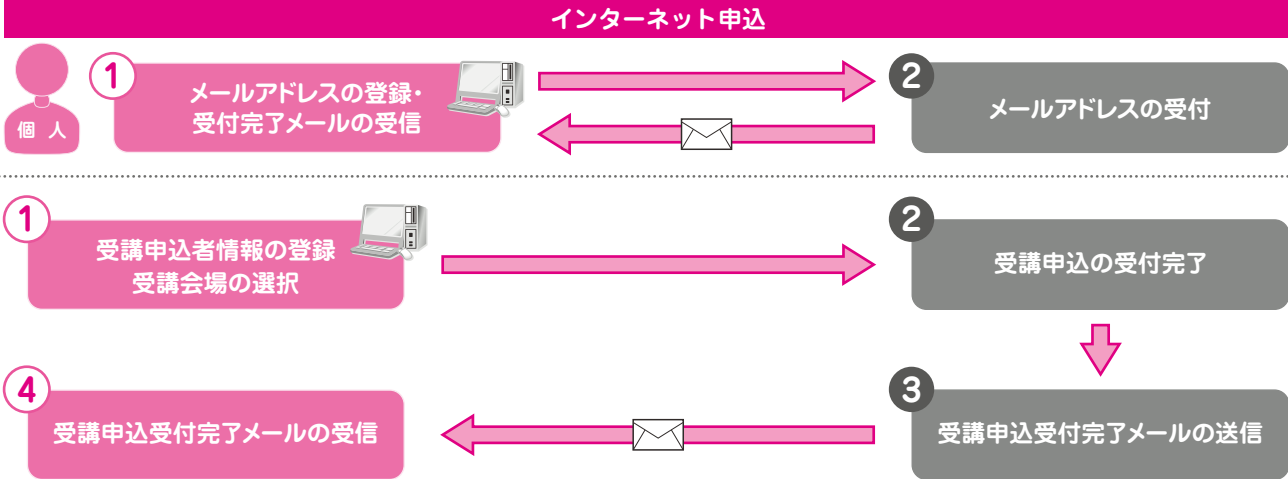 インターネット申込
個 人
①
メールアドレスの登録・
受付完了メールの受信
②
メールアドレスの受付
①
受講申込者情報の登録
受講会場の選択
②
受講申込の受付完了
④
受講申込受付完了メールの受信
③
受講申込受付完了メールの送信